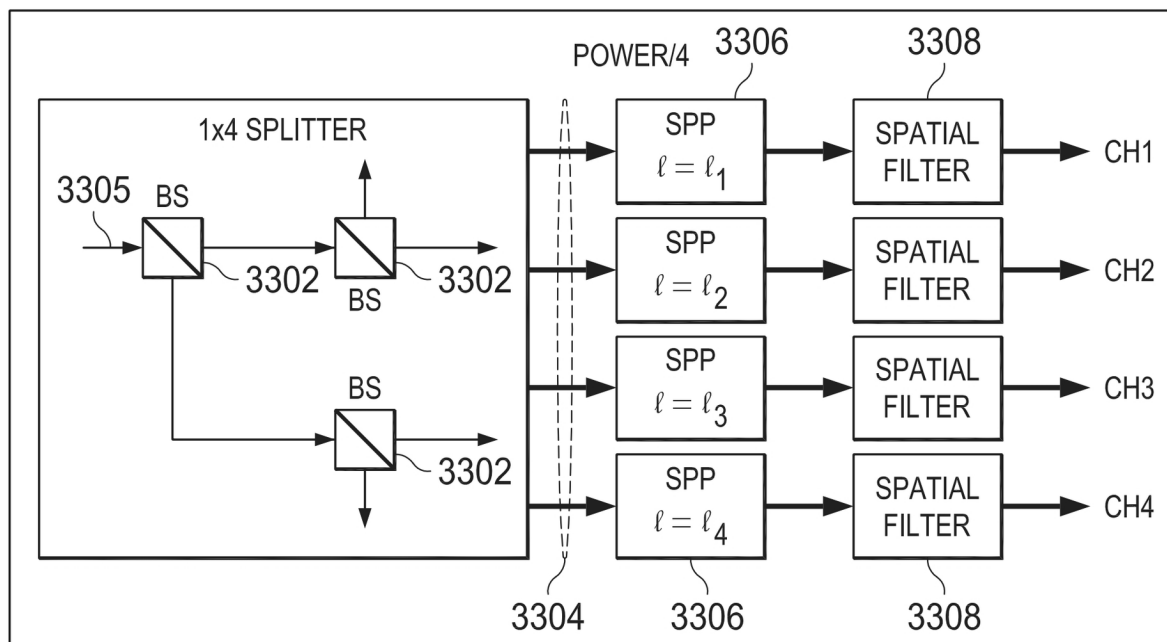 POWER/4
3306
3308
1x4 SPLITTER
3305
BS
3302
3302
BS
BS
3302
SPP
ℓ = ℓ1
SPATIAL
FILTER
CH1
SPP
ℓ = ℓ2
SPATIAL
FILTER
CH2
SPP
ℓ = ℓ3
SPATIAL
FILTER
CH3
SPP
ℓ = ℓ4
SPATIAL
FILTER
CH4
3304
3306
3308